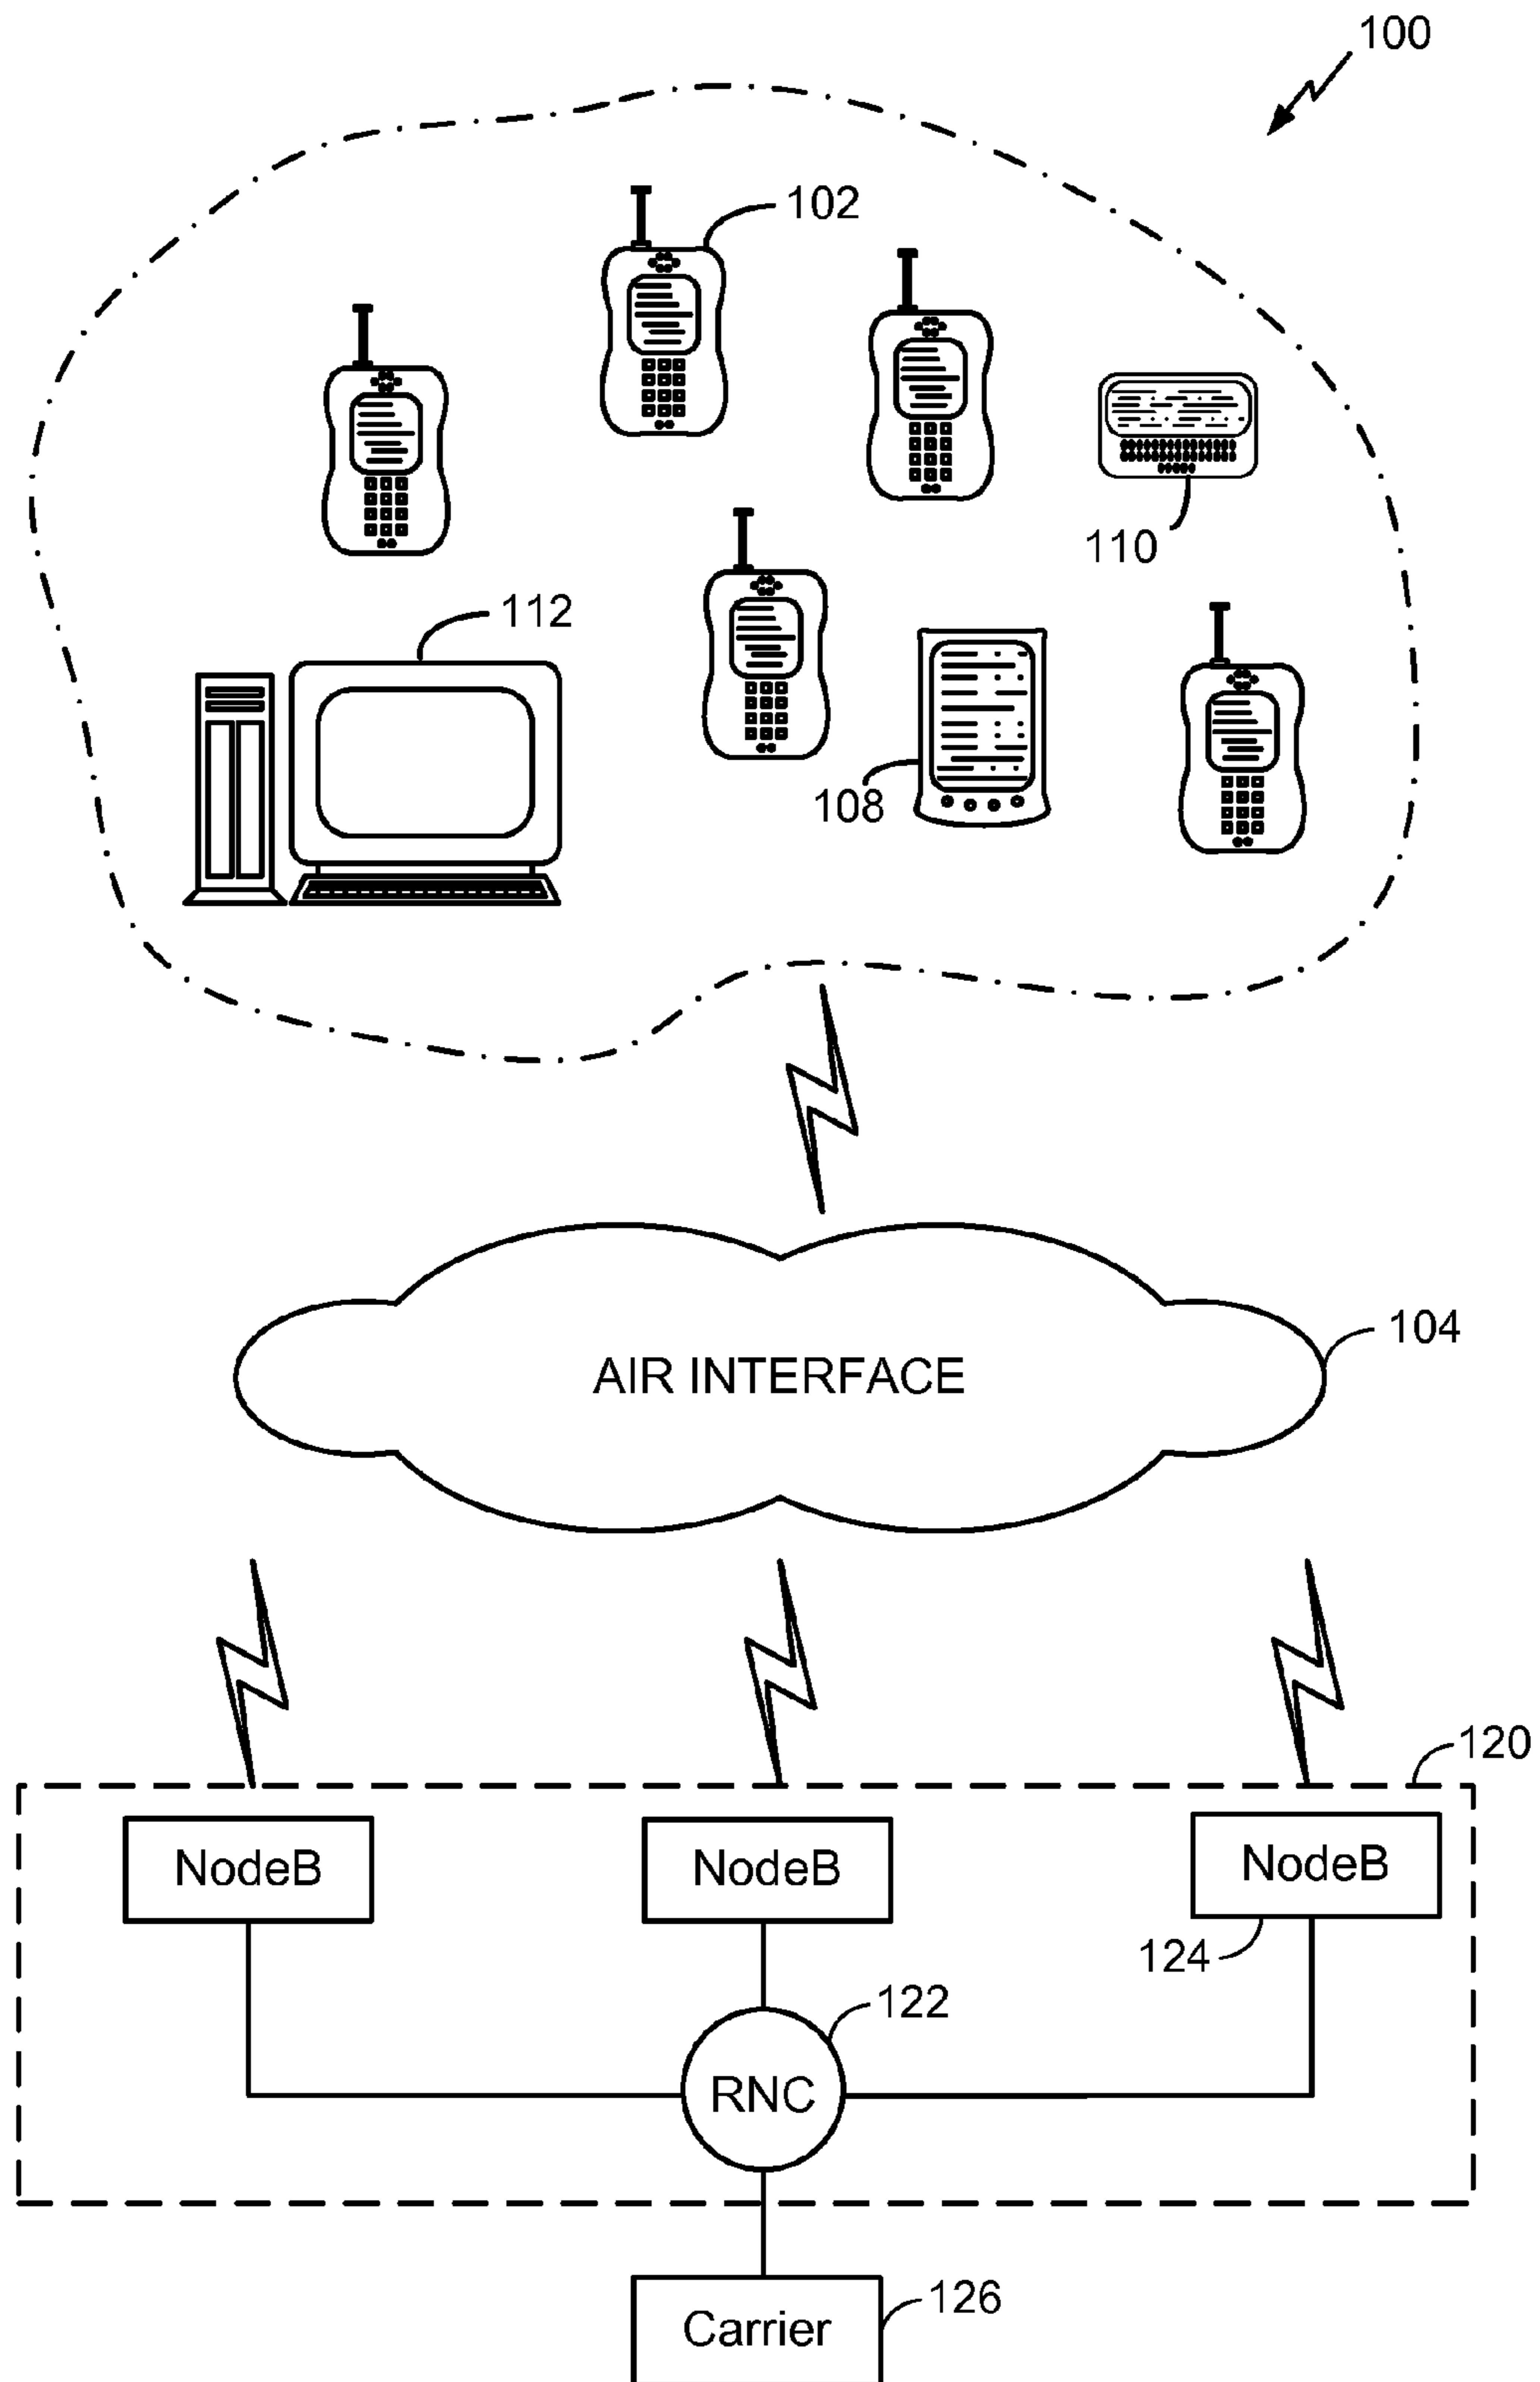 100
102
110
112
108
104
AIR INTERFACE
120
NodeB
NodeB
NodeB
124
122
RNC
126
Carrier